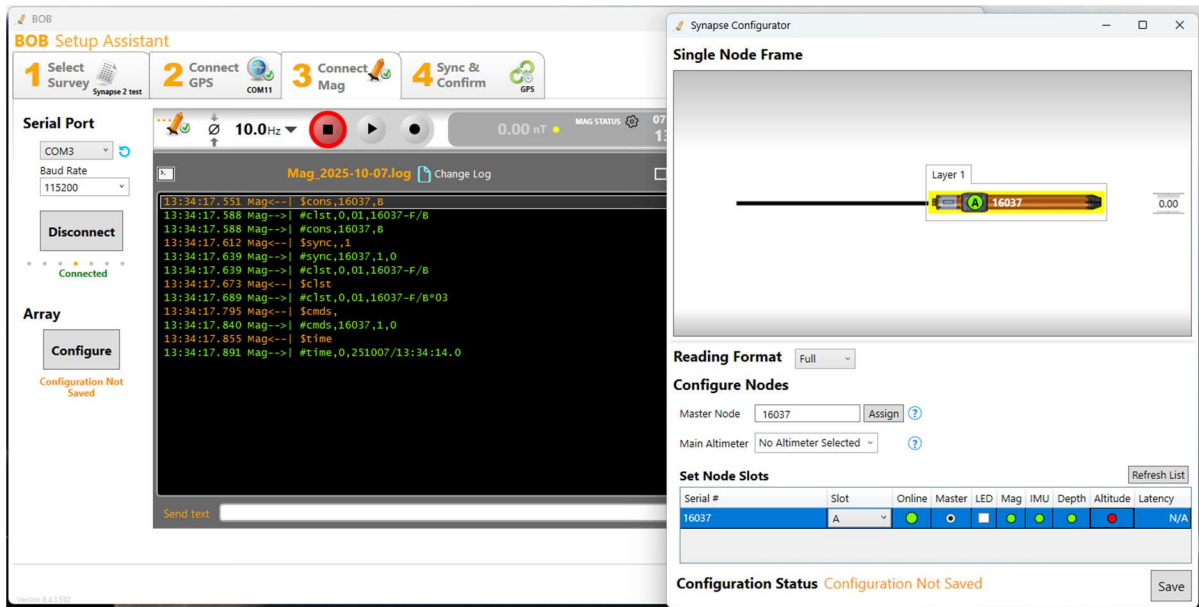 BOB
BOB Setup Assistant
1 Select Survey Synapse 2 test
2 Connect GPS COM11
3 Connect Mag
4 Sync & Confirm GPS
Serial Port
COM3
Baud Rate
115200
Disconnect
Connected
Array
Configure
Configuration Not
Saved
10.0Hz
0.00 nT
MAG STATUS
07
13
Mag_2025-10-07.log Change Log
13:34:17.551 Mag<--| $cons,16037,B
13:34:17.588 Mag-->| #clst,0,01,16037-F/B
13:34:17.588 Mag-->| #cons,16037,B
13:34:17.612 Mag<--| $sync,,1
13:34:17.639 Mag-->| #sync,16037,1,0
13:34:17.639 Mag-->| #clst,0,01,16037-F/B
13:34:17.673 Mag<--| $clst
13:34:17.689 Mag-->| #clst,0,01,16037-F/B*03
13:34:17.795 Mag<--| $cmds,
13:34:17.840 Mag-->| #cmds,16037,1,0
13:34:17.855 Mag<--| $time
13:34:17.891 Mag-->| #time,0,251007/13:34:14.0
Send text
Version 8.4.3.592
Synapse Configurator
Single Node Frame
Layer 1
A 16037
0.00
Reading Format Full
Configure Nodes
Master Node 16037 Assign ?
Main Altimeter No Altimeter Selected ?
Set Node Slots Refresh List
Serial # Slot Online Master LED Mag IMU Depth Altitude Latency
16037 A N/A
Configuration Status Configuration Not Saved
Save